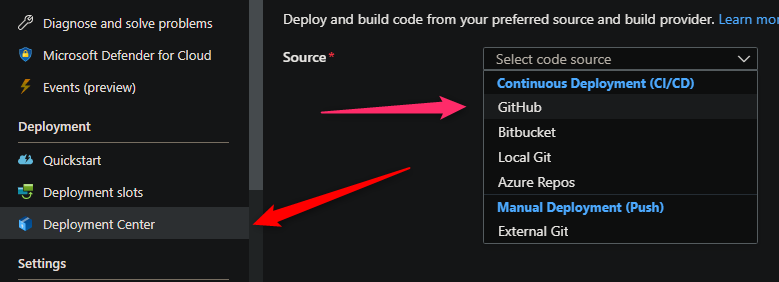 Diagnose and solve problems
Microsoft Defender for Cloud
Events (preview)
Deployment
Quickstart
Deployment slots
Deployment Center
Settings
Deploy and build code from your preferred source and build provider. Learn mo
Source*
Select code source
Continuous Deployment (CI/CD)
GitHub
Bitbucket
Local Git
Azure Repos
Manual Deployment (Push)
External Git